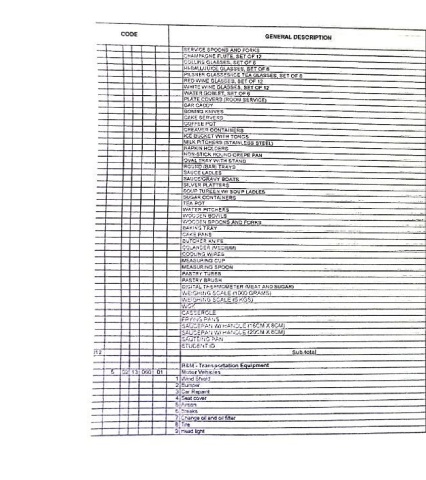 CODE GENERAL DESCRIPTION
SERVICE SPOONS AND FORKS
CHAMPAGNE FLUTE, SET OF 12
COLLINS GLASSES, SET OF 6
HI-BALL/JUICE GLASSES, SET OF 6
PILSNER GLASSES/ICE TEA GLASSES, SET OF 6
RED WINE GLASSES, SET OF 12
WHITE WINE GLASSES, SET OF 12
WATER GOBLET, SET OF 6
PLATE COVERS (ROOM SERVICE)
BAR CADDY
BONING KNIVES
CAKE SERVERS
COFFEE POT
CREAMER CONTAINERS
ICE BUCKET WITH TONGS
MILK PITCHERS (STAINLESS STEEL)
NAPKIN HOLDERS
NON-STICK ROUND CREPE PAN
OVAL TRAY WITH STAND
ROUND (BAR) TRAYS
SAUCE LADLES
SAUCE/GRAVY BOATS
SILVER PLATTERS
SOUP TUREEN W/ SOUP LADLES
SUGAR CONTAINERS
TEA POT
WATER PITCHERS
WOODEN BOWLS
WOODEN SPOONS AND FORKS
BAKING TRAY
CAKE PANS
BUTCHER KNIFE
COLANDER (MEDIUM)
COOLING WIRES
MEASURING CUP
MEASURING SPOON
PASTRY TUBES
PASTRY BRUSH
DIGITAL THERMOMETER (MEAT AND SUGAR)
WEIGHING SCALE (1000 GRAMS)
WEIGHING SCALE (5 KGS)
WOK
CASSEROLE
FRYING PANS
SAUCEPAN W/ HANDLE (16CM X 8CM)
SAUCEPAN W/ HANDLE (20CM X 8CM)
SAUTEING PAN
STUDENT ID
Sub-total
R&M - Transportation Equipment
5 02 13 060 01 Motor Vehicles
1 Wind Shield
2 Bumper
3 Car Repaint
4 Seat cover
5
6 Breaks
7 Change oil and oil filter
8 Tire
9 Head light